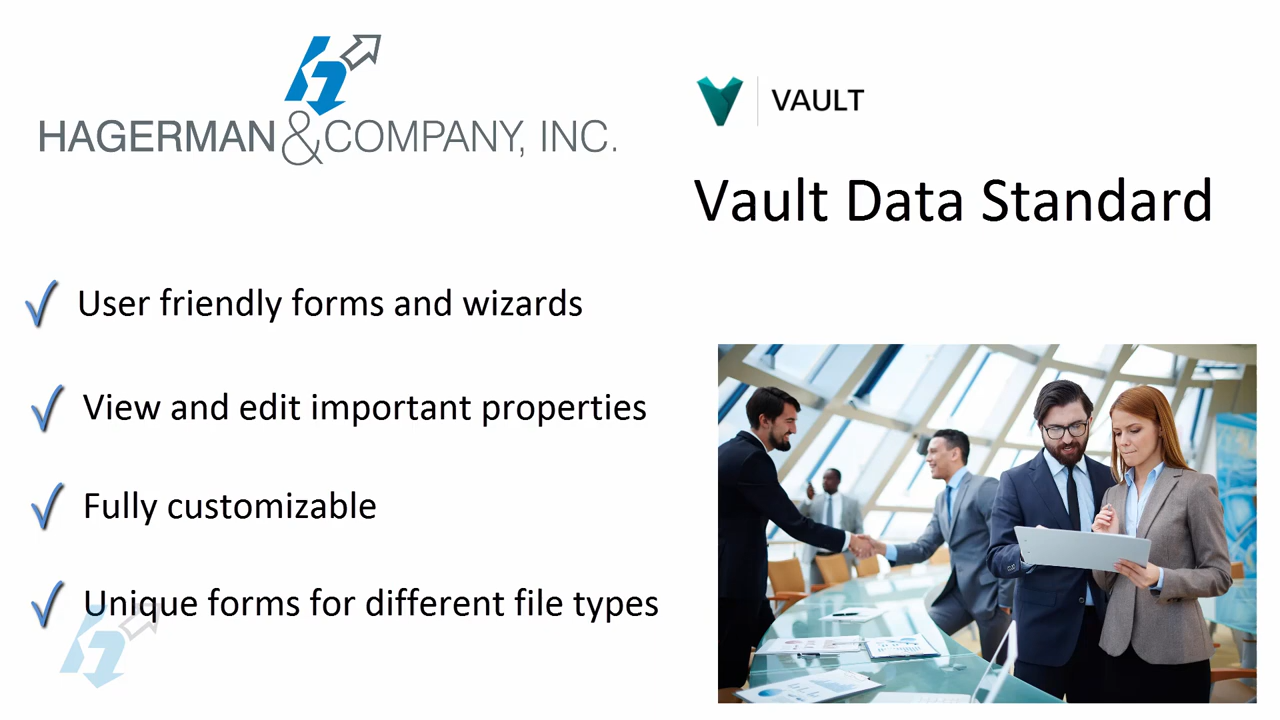 HAGERMAN & COMPANY, INC.
VAULT
Vault Data Standard
User friendly forms and wizards
View and edit important properties
Fully customizable
Unique forms for different file types